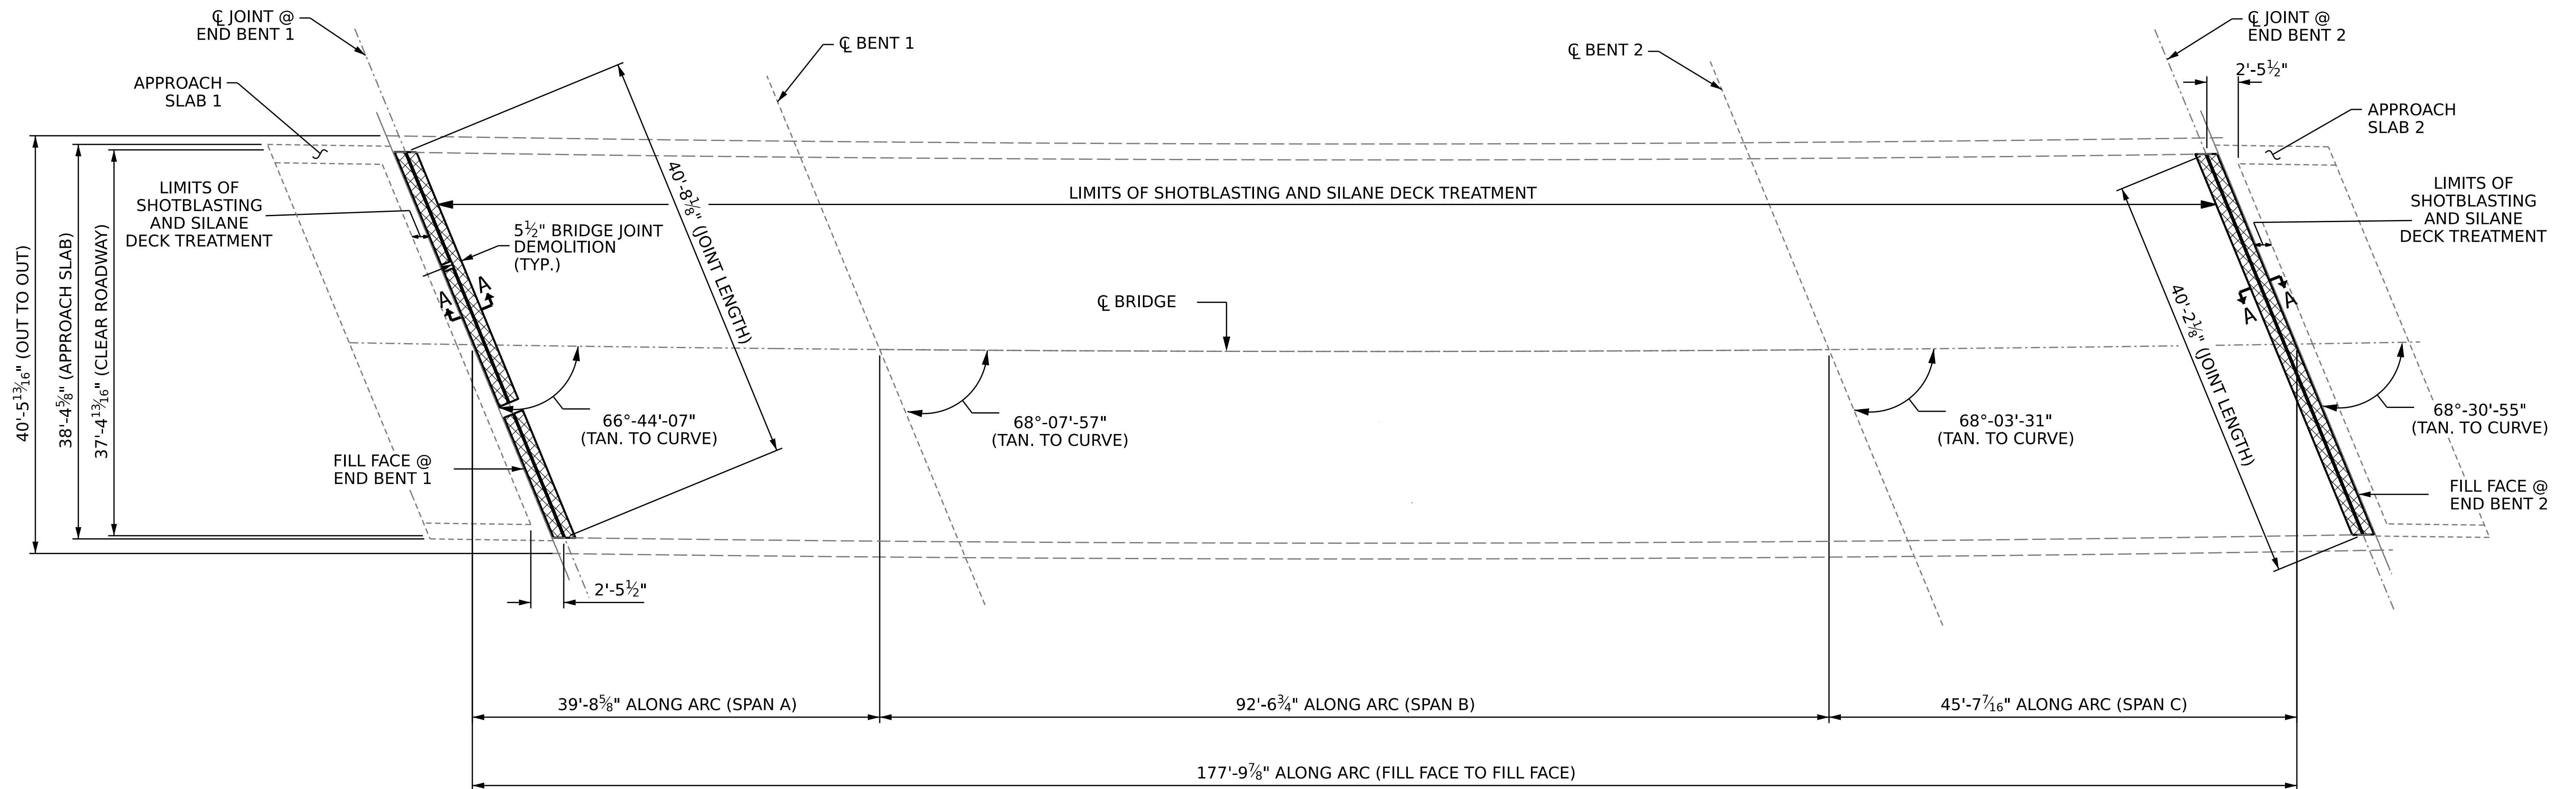 ℄ JOINT @
END BENT 1
℄ BENT 1
℄ BENT 2
℄ JOINT @
END BENT 2
2'-5½"
APPROACH
SLAB 1
APPROACH
SLAB 2
LIMITS OF
SHOTBLASTING
AND SILANE
DECK TREATMENT
LIMITS OF SHOTBLASTING AND SILANE DECK TREATMENT
LIMITS OF
SHOTBLASTING
AND SILANE
DECK TREATMENT
5½" BRIDGE JOINT
DEMOLITION
(TYP.)
40'-8⅛" (JOINT LENGTH)
40'-2⅛" (JOINT LENGTH)
A
A
A
A
℄ BRIDGE
40'-5¹³⁄₁₆" (OUT TO OUT)
38'-4⅝" (APPROACH SLAB)
37'-4¹³⁄₁₆" (CLEAR ROADWAY)
66°-44'-07"
(TAN. TO CURVE)
68°-07'-57"
(TAN. TO CURVE)
68°-03'-31"
(TAN. TO CURVE)
68°-30'-55"
(TAN. TO CURVE)
FILL FACE @
END BENT 1
FILL FACE @
END BENT 2
2'-5½"
39'-8⅝" ALONG ARC (SPAN A)
92'-6¾" ALONG ARC (SPAN B)
45'-7⁷⁄₁₆" ALONG ARC (SPAN C)
177'-9⅞" ALONG ARC (FILL FACE TO FILL FACE)